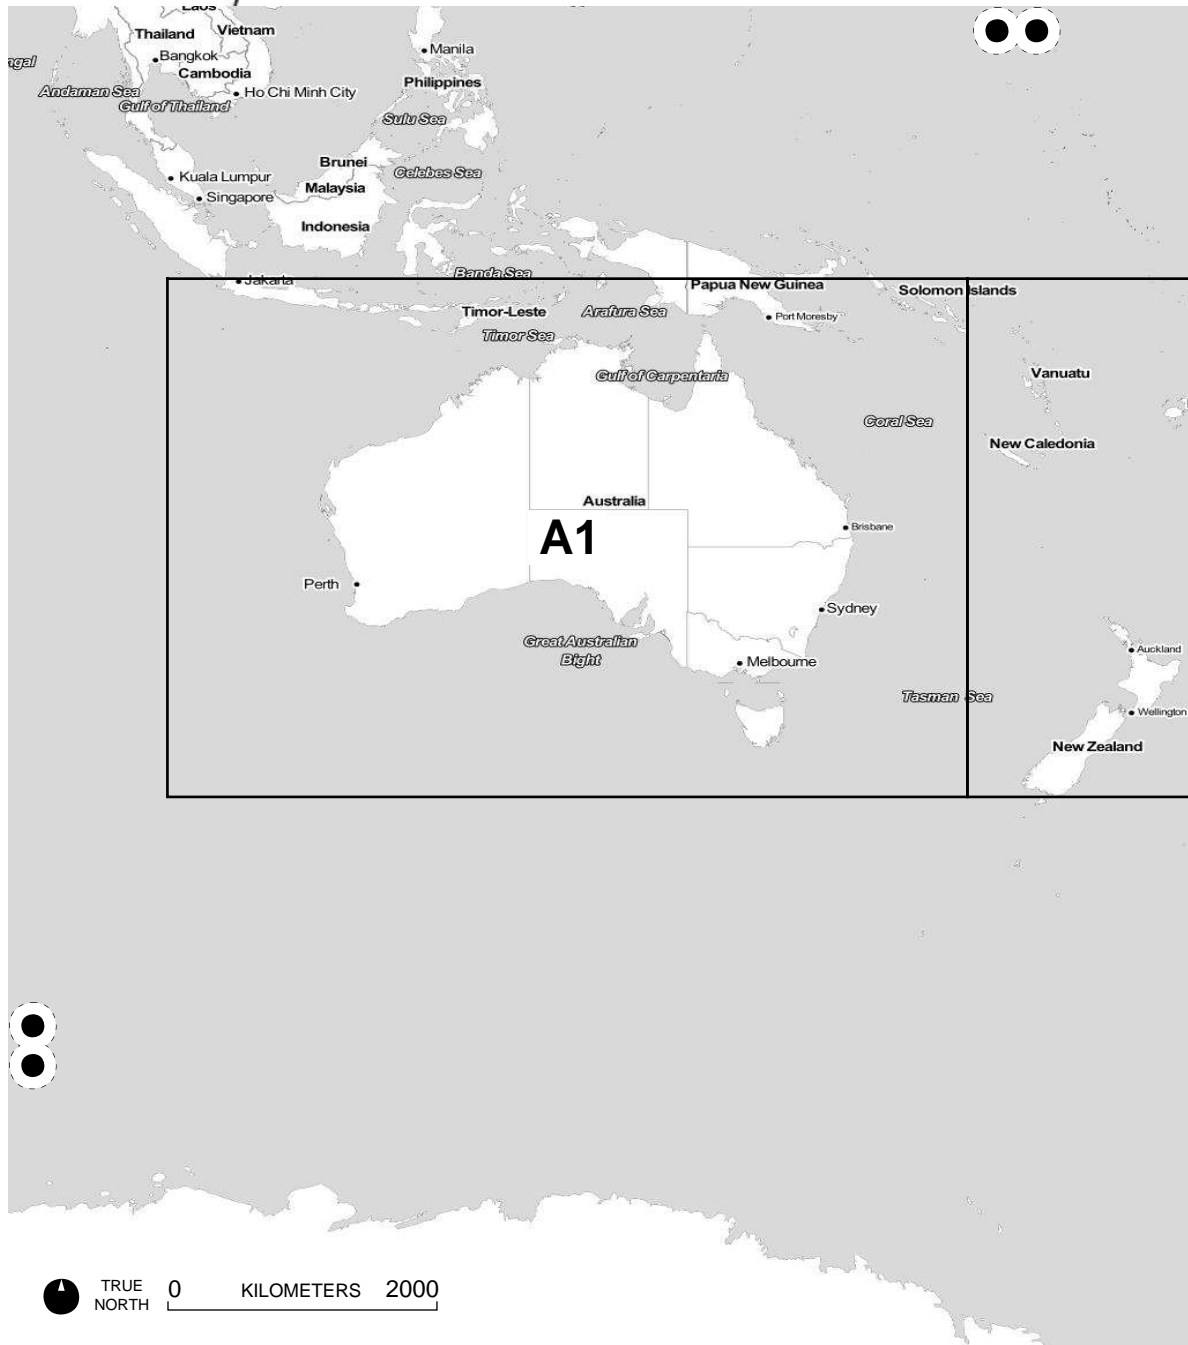 Laos
Thailand
Vietnam
Manila
Bangkok
ngal
Cambodia
Philippines
Andaman Sea
Ho Chi Minh City
Gulf of Thailand
Sulu Sea
Brunei
Celebes Sea
Kuala Lumpur
Malaysia
Singapore
Indonesia
Banda Sea
Jakarta
Papua New Guinea
Solomon Islands
Timor-Leste
Arafura Sea
Port Moresby
Timor Sea
Gulf of Carpentaria
Vanuatu
Coral Sea
New Caledonia
Australia
Brisbane
A1
Perth
Sydney
Great Australian
Bight
Auckland
Melbourne
Tasman Sea
Wellington
New Zealand
TRUE
NORTH
0 KILOMETERS 2000